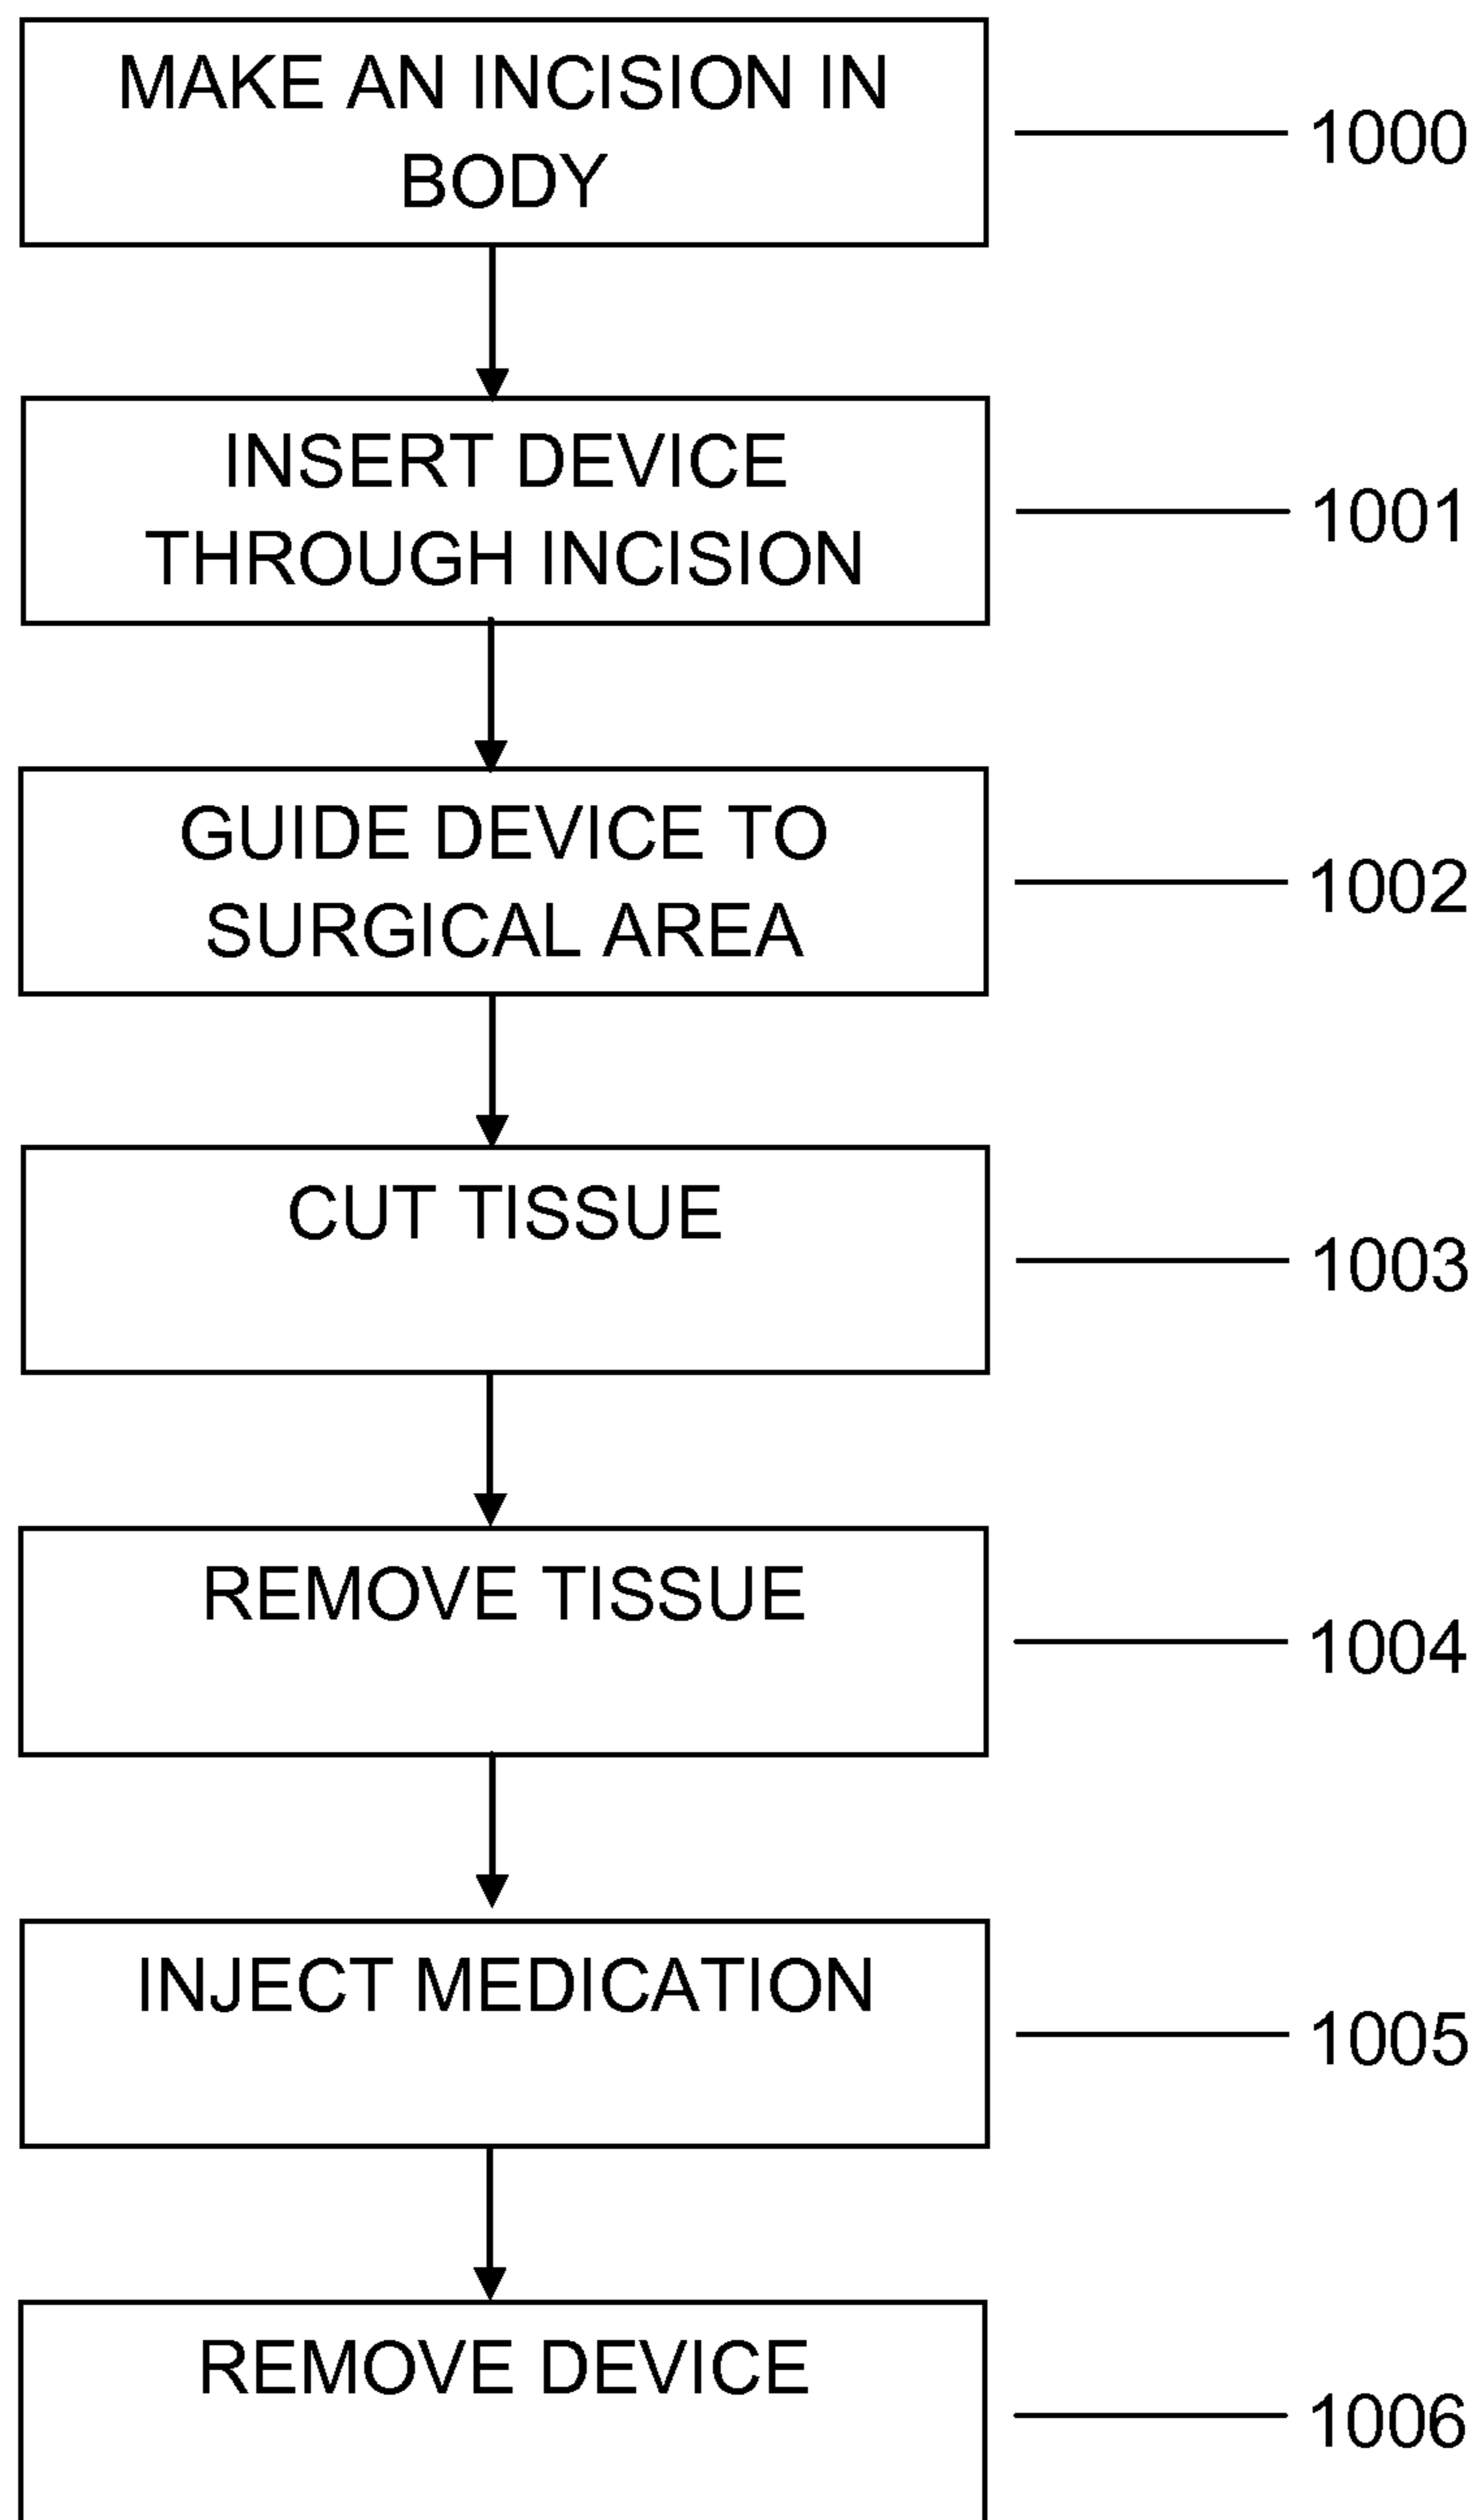 MAKE AN INCISION IN
BODY
1000
INSERT DEVICE
THROUGH INCISION
1001
GUIDE DEVICE TO
SURGICAL AREA
1002
CUT TISSUE
1003
REMOVE TISSUE
1004
INJECT MEDICATION
1005
REMOVE DEVICE
1006